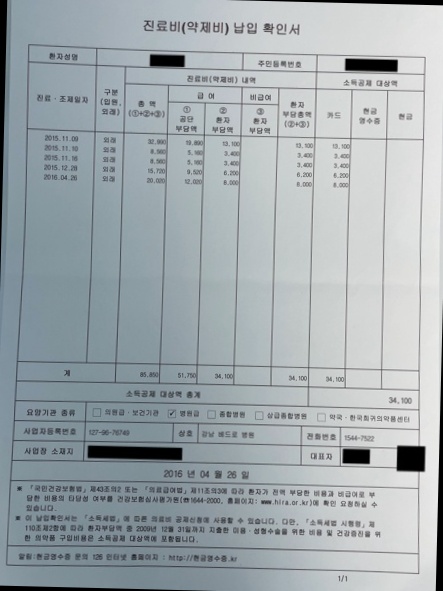 진료비(약제비) 납입 확인서
환자성명
주민등록번호
진료·조제일자
구분
(입원,
외래)
진료비(약제비) 내역
소득공제 대상액
총 액
(①+②+③)
급 여
비급여
환자
부담총액
(②+③)
카드
현금
영수증
현금
①
공단
부담액
②
환자
부담액
③
환자
부담액
2015.11.09 외래 32,990 19,890 13,100 13,100 13,100
2015.11.10 외래 8,560 5,160 3,400 3,400 3,400
2015.11.16 외래 8,560 5,160 3,400 3,400 3,400
2015.12.28 외래 15,720 9,520 6,200 6,200 6,200
2016.04.26 외래 20,020 12,020 8,000 8,000 8,000
계 85,850 51,750 34,100 34,100 34,100
소득공제 대상액 총계 34,100
요양기관 종류 의원급·보건기관 병원급 종합병원 상급종합병원 약국·한국희귀의약품센터
사업자등록번호 127-96-76749 상호 강남 베드로 병원 전화번호 1544-7522
사업장 소재지 대표자
2016 년 04 월 26 일
※ 「국민건강보험법」제43조의2 또는 「의료급여법」제11조의3에 따라 환자가 전액 부담한 비용과 비급여로 부
담한 비용의 타당성 여부를 건강보험심사평가원(☎1644-2000, 홈페이지: www.hira.or.kr)에 확인 요청하실 수
있습니다.
※ 이 납입확인서는 「소득세법」에 따른 의료비 공제신청에 사용할 수 있습니다. 다만, 「소득세법 시행령」제
110조제2항에 따라 환자부담액 중 2009년 12월 31일까지 지출한 미용·성형수술을 위한 비용 및 건강증진을 위
한 의약품 구입비용은 소득공제 대상액에 포함됩니다.
알림:현금영수증 문의 126 인터넷 홈페이지 : http://현금영수증.kr
1/1